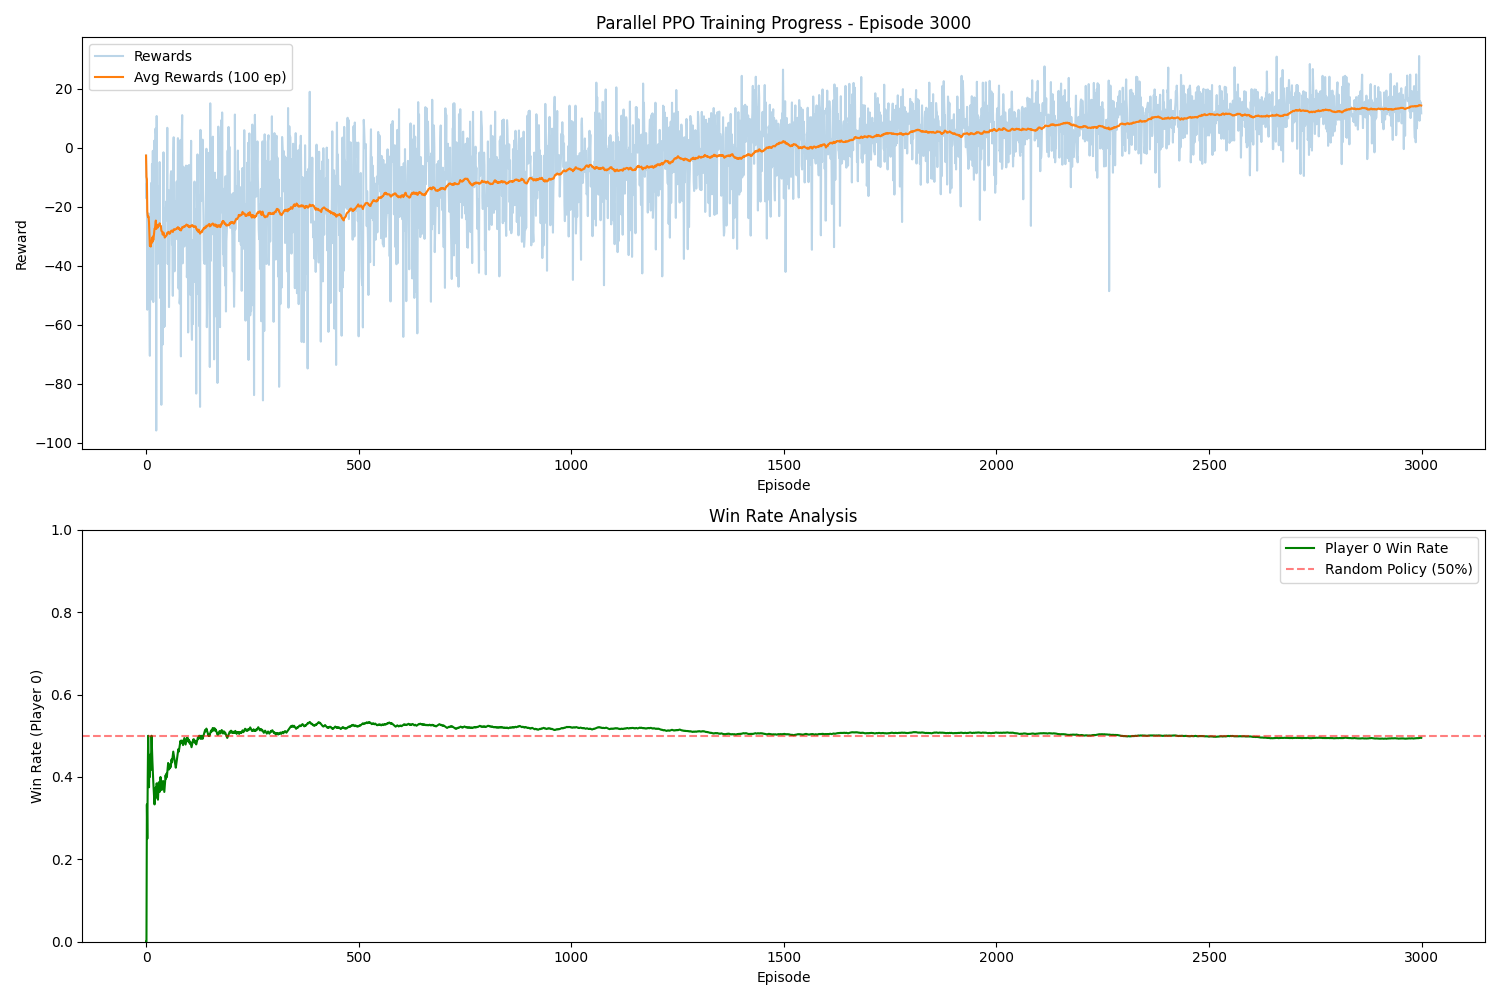 Parallel PPO Training Progress - Episode 3000
Rewards
Avg Rewards (100 ep)
Reward
20
0
−20
−40
−60
−80
−100
0
500
1000
1500
2000
2500
3000
Episode
Win Rate Analysis
Player 0 Win Rate
Random Policy (50%)
Win Rate (Player 0)
1.0
0.8
0.6
0.4
0.2
0.0
0
500
1000
1500
2000
2500
3000
Episode